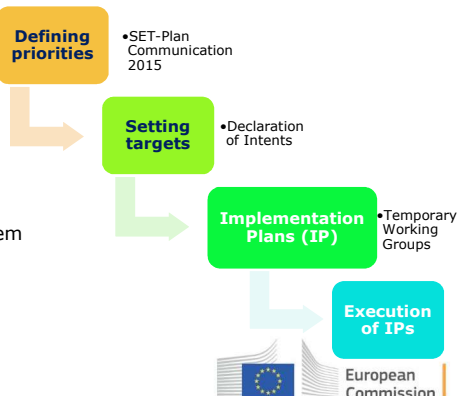 Defining
priorities
•SET-Plan
Communication
2015
Setting
targets
•Declaration
of Intents
em
Implementation
Plans (IP)
•Temporary
Working
Groups
Execution
of IPs
European
Commission